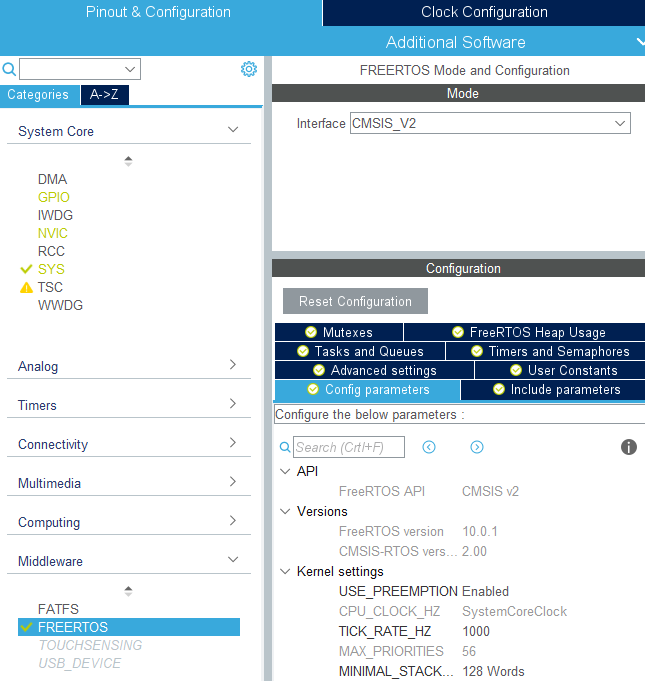 Pinout & Configuration
Clock Configuration
Additional Software
Categories
A->Z
System Core
DMA
GPIO
IWDG
NVIC
RCC
SYS
TSC
WWDG
Analog
Timers
Connectivity
Multimedia
Computing
Middleware
FATFS
FREERTOS
TOUCHSENSING
USB_DEVICE
FREERTOS Mode and Configuration
Mode
Interface CMSIS_V2
Configuration
Reset Configuration
Mutexes
FreeRTOS Heap Usage
Tasks and Queues
Timers and Semaphores
Advanced settings
User Constants
Config parameters
Include parameters
Configure the below parameters :
Search (Crtl+F)
API
FreeRTOS API CMSIS v2
Versions
FreeRTOS version 10.0.1
CMSIS-RTOS vers... 2.00
Kernel settings
USE_PREEMPTION Enabled
CPU_CLOCK_HZ SystemCoreClock
TICK_RATE_HZ 1000
MAX_PRIORITIES 56
MINIMAL_STACK... 128 Words